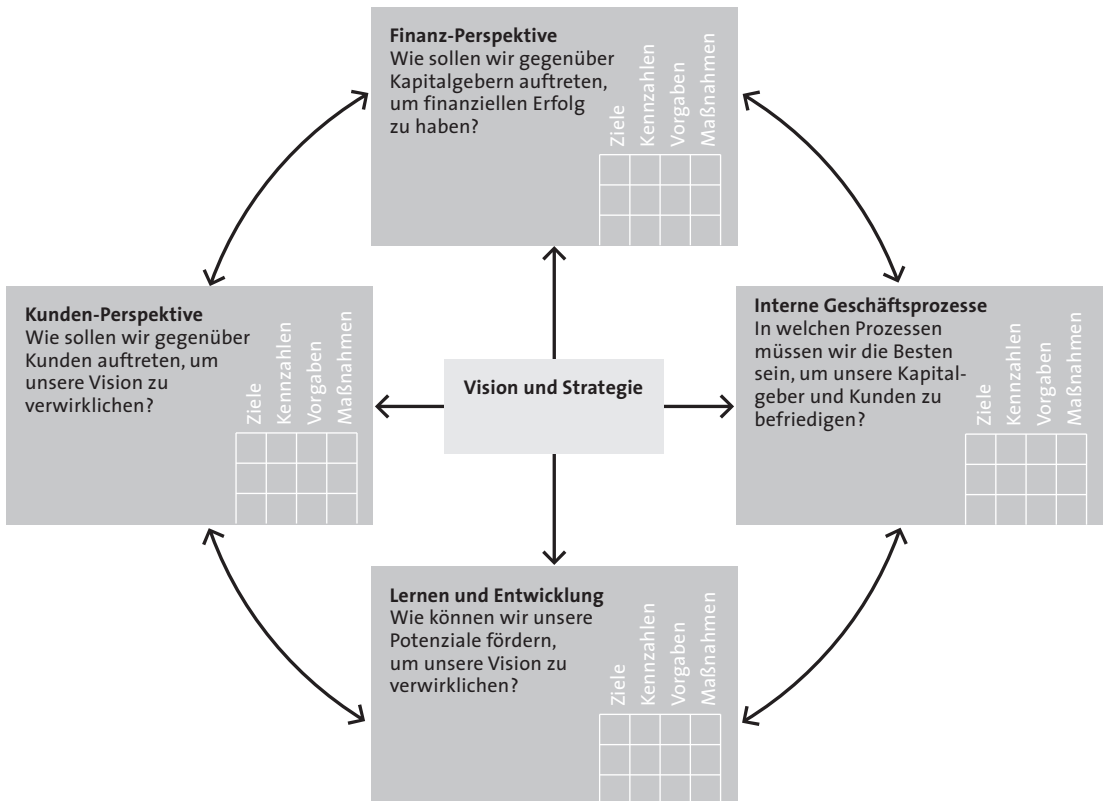 Finanz-Perspektive
Wie sollen wir gegenüber
Kapitalgebern auftreten,
um finanziellen Erfolg
zu haben?
Ziele
Kennzahlen
Vorgaben
Maßnahmen
Kunden-Perspektive
Wie sollen wir gegenüber
Kunden auftreten, um
unsere Vision zu
verwirklichen?
Ziele
Kennzahlen
Vorgaben
Maßnahmen
Vision und Strategie
Interne Geschäftsprozesse
In welchen Prozessen
müssen wir die Besten
sein, um unsere Kapital-
geber und Kunden zu
befriedigen?
Ziele
Kennzahlen
Vorgaben
Maßnahmen
Lernen und Entwicklung
Wie können wir unsere
Potenziale fördern,
um unsere Vision zu
verwirklichen?
Ziele
Kennzahlen
Vorgaben
Maßnahmen